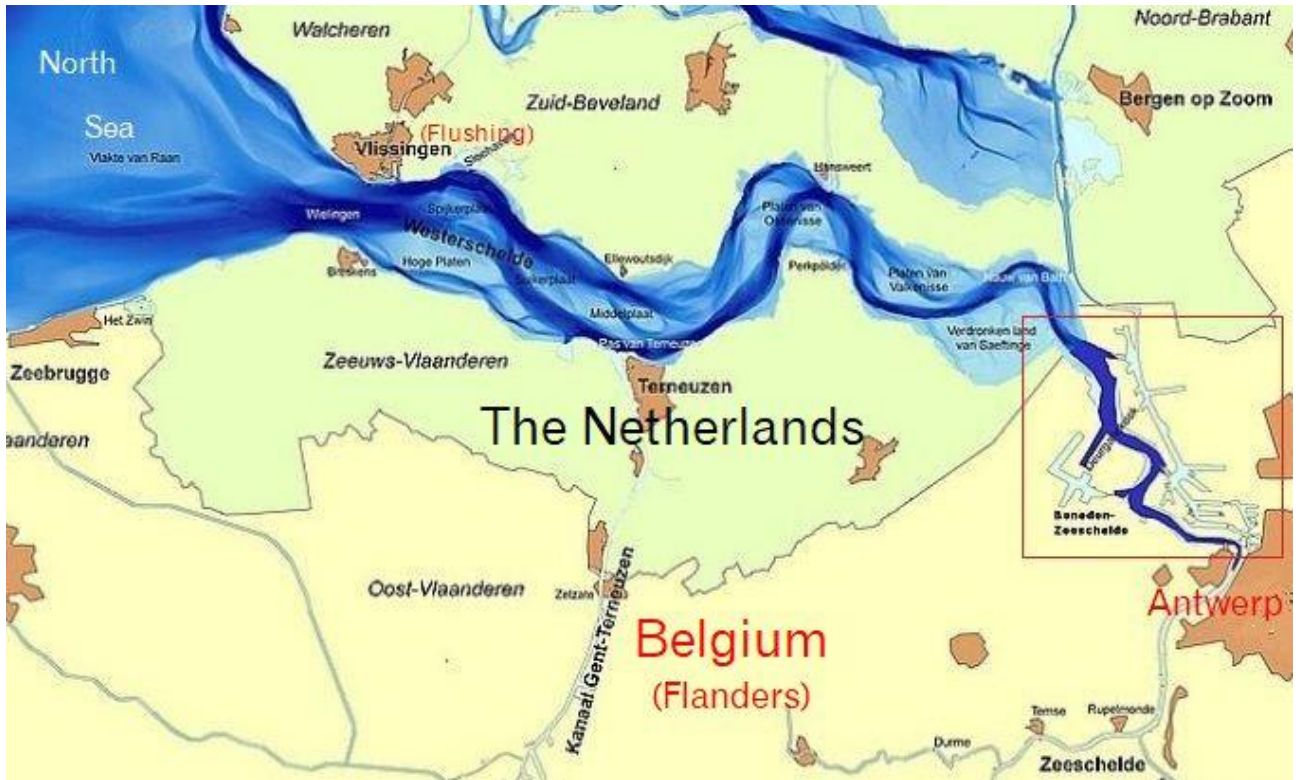 Walcheren
Noord-Brabant
North
Sea
Vlakte van Raan
Zuid-Beveland
Bergen op Zoom
(Flushing)
Vlissingen
Hansweert
Wielingen
Spijkerplaat
Westerschelde
Platen van
Ossenisse
Breskens
Hoge Platen
Ellewoutsdijk
Perkpolder
Platen van
Valkenisse
Nauw van Bath
Suikerplaat
Middelplaat
Het Zwin
Verdronken land
van Saeftinge
Pas van Terneuzen
Zeeuws-Vlaanderen
Zeebrugge
Terneuzen
The Netherlands
aanderen
Beneden-
Zeeschelde
Oost-Vlaanderen
Zelzate
Kanaal Gent-Terneuzen
Antwerp
Belgium
(Flanders)
Temse
Rupelmonde
Durme
Zeeschelde